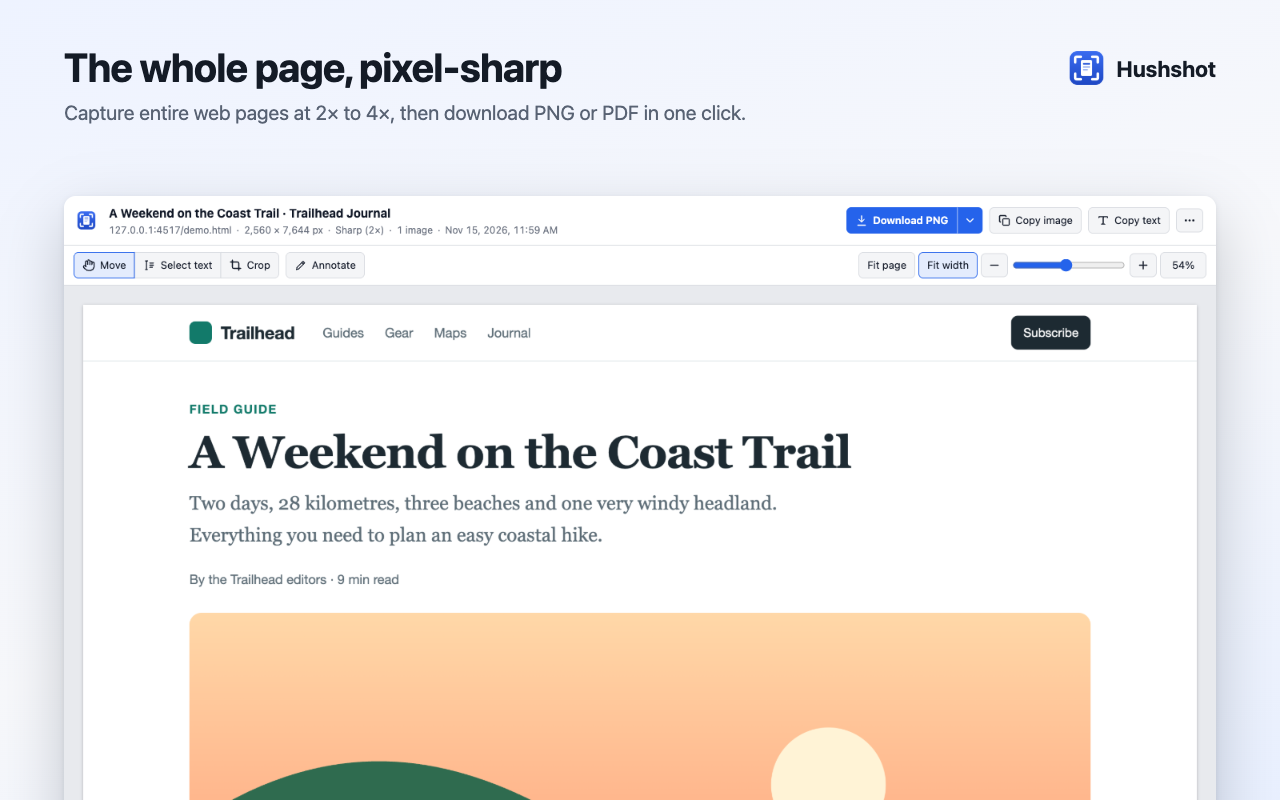 The whole page, pixel-sharp
Hushshot
Capture entire web pages at 2× to 4×, then download PNG or PDF in one click.
A Weekend on the Coast Trail · Trailhead Journal
127.0.0.1:4517/demo.html · 2,560 × 7,644 px · Sharp (2x) · 1 image · Nov 15, 2026, 11:59 AM
Download PNG
Copy image
Copy text
Move
Select text
Crop
Annotate
Fit page
Fit width
54%
Trailhead
Guides
Gear
Maps
Journal
Subscribe
FIELD GUIDE
A Weekend on the Coast Trail
Two days, 28 kilometres, three beaches and one very windy headland.
Everything you need to plan an easy coastal hike.
By the Trailhead editors · 9 min read